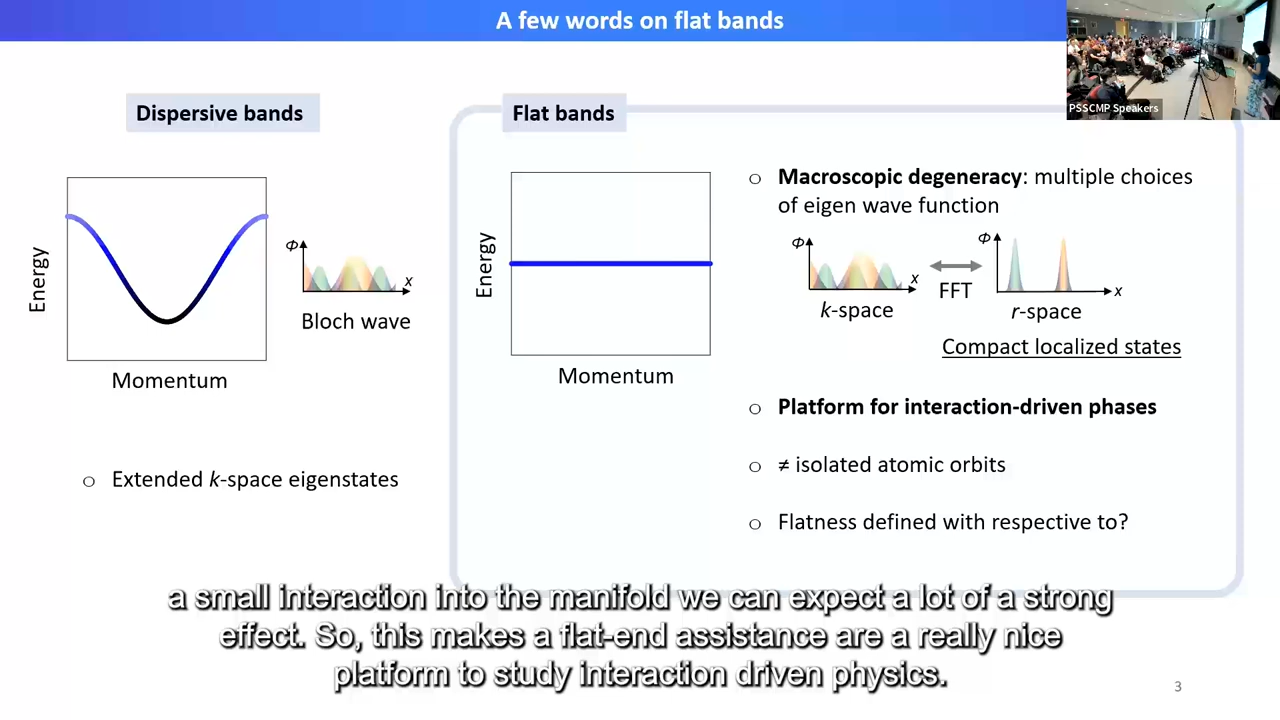 A few words on flat bands
PSSCMP Speakers
Dispersive bands
Energy
Momentum
Φ
x
Bloch wave
Extended k-space eigenstates
Flat bands
Energy
Momentum
Macroscopic degeneracy: multiple choices
of eigen wave function
Φ
x
k-space
FFT
Φ
x
r-space
Compact localized states
Platform for interaction-driven phases
≠ isolated atomic orbits
Flatness defined with respective to?
a small interaction into the manifold we can expect a lot of a strong
effect. So, this makes a flat-end assistance are a really nice
platform to study interaction driven physics.
3